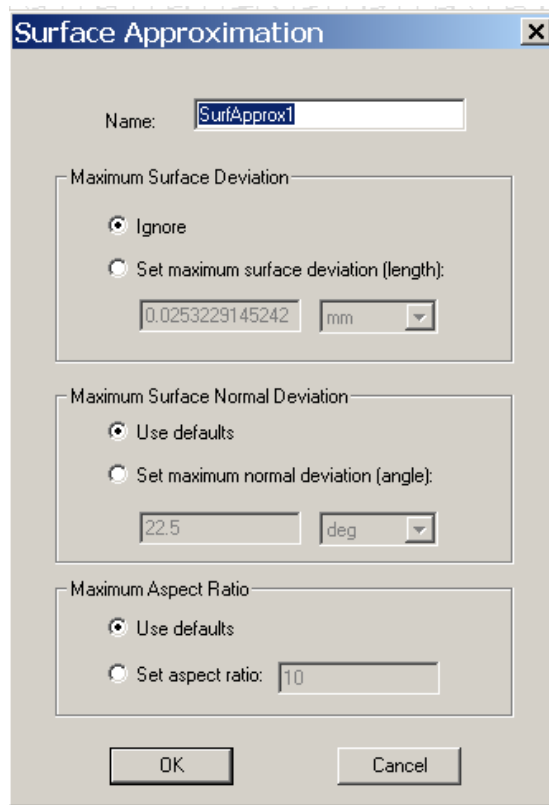 Surface Approximation
Name: SurfApprox1
Maximum Surface Deviation
Ignore
Set maximum surface deviation (length):
0.0253229145242 mm
Maximum Surface Normal Deviation
Use defaults
Set maximum normal deviation (angle):
22.5 deg
Maximum Aspect Ratio
Use defaults
Set aspect ratio: 10
OK Cancel